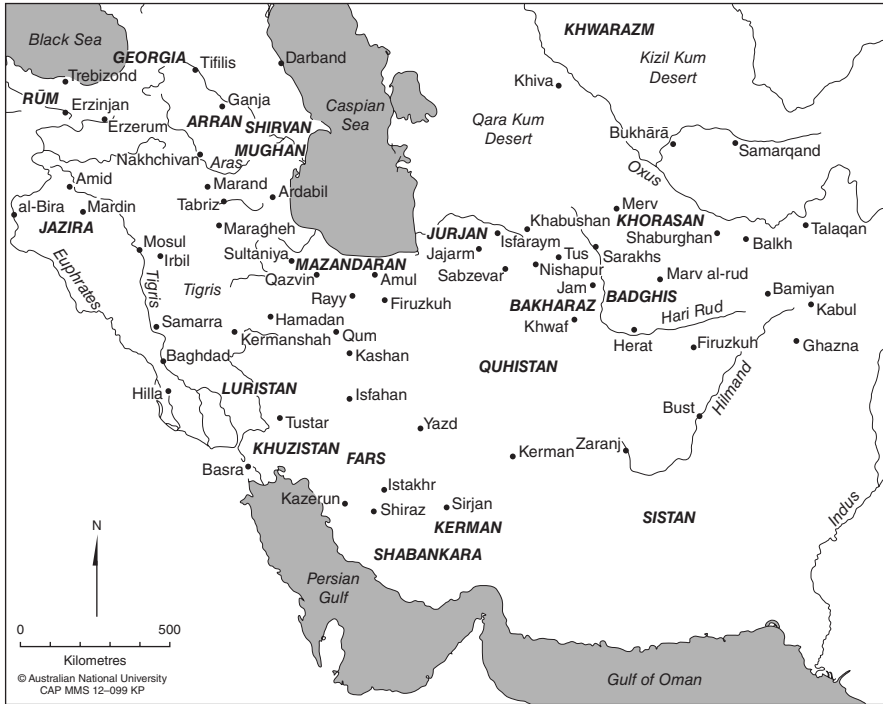 Black Sea
GEORGIA
Tifilis
Darband
KHWARAZM
Kizil Kum
Desert
Trebizond
Khiva
RŪM
Erzinjan
Erzerum
Ganja
ARRAN
SHIRVAN
MUGHAN
Caspian
Sea
Qara Kum
Desert
Bukhārā
Samarqand
Nakhchivan
Aras
Oxus
Amid
Marand
Ardabil
al-Bira
Mardin
Tabriz
JAZIRA
Maragheh
Merv
KHORASAN
Talaqan
JURJAN
Khabushan
Isfaraym
Shaburghan
Balkh
Mosul
Irbil
Sultaniya
MAZANDARAN
Jajarm
Tus
Sarakhs
Sabzevar
Nishapur
Marv al-rud
Euphrates
Tigris
Tigris
Qazvin
Amul
Jam
BADGHIS
Bamiyan
Rayy
Firuzkuh
BAKHARAZ
Hari Rud
Kabul
Samarra
Hamadan
Khwaf
Kermanshah
Qum
Herat
Firuzkuh
Ghazna
Baghdad
Kashan
QUHISTAN
Hilla
LURISTAN
Isfahan
Hilmand
Tustar
Yazd
Bust
KHUZISTAN
FARS
Kerman
Zaranj
Basra
Istakhr
Kazerun
Shiraz
Sirjan
KERMAN
SISTAN
Indus
SHABANKARA
N
Persian
Gulf
0
500
Kilometres
© Australian National University
CAP MMS 12–099 KP
Gulf of Oman